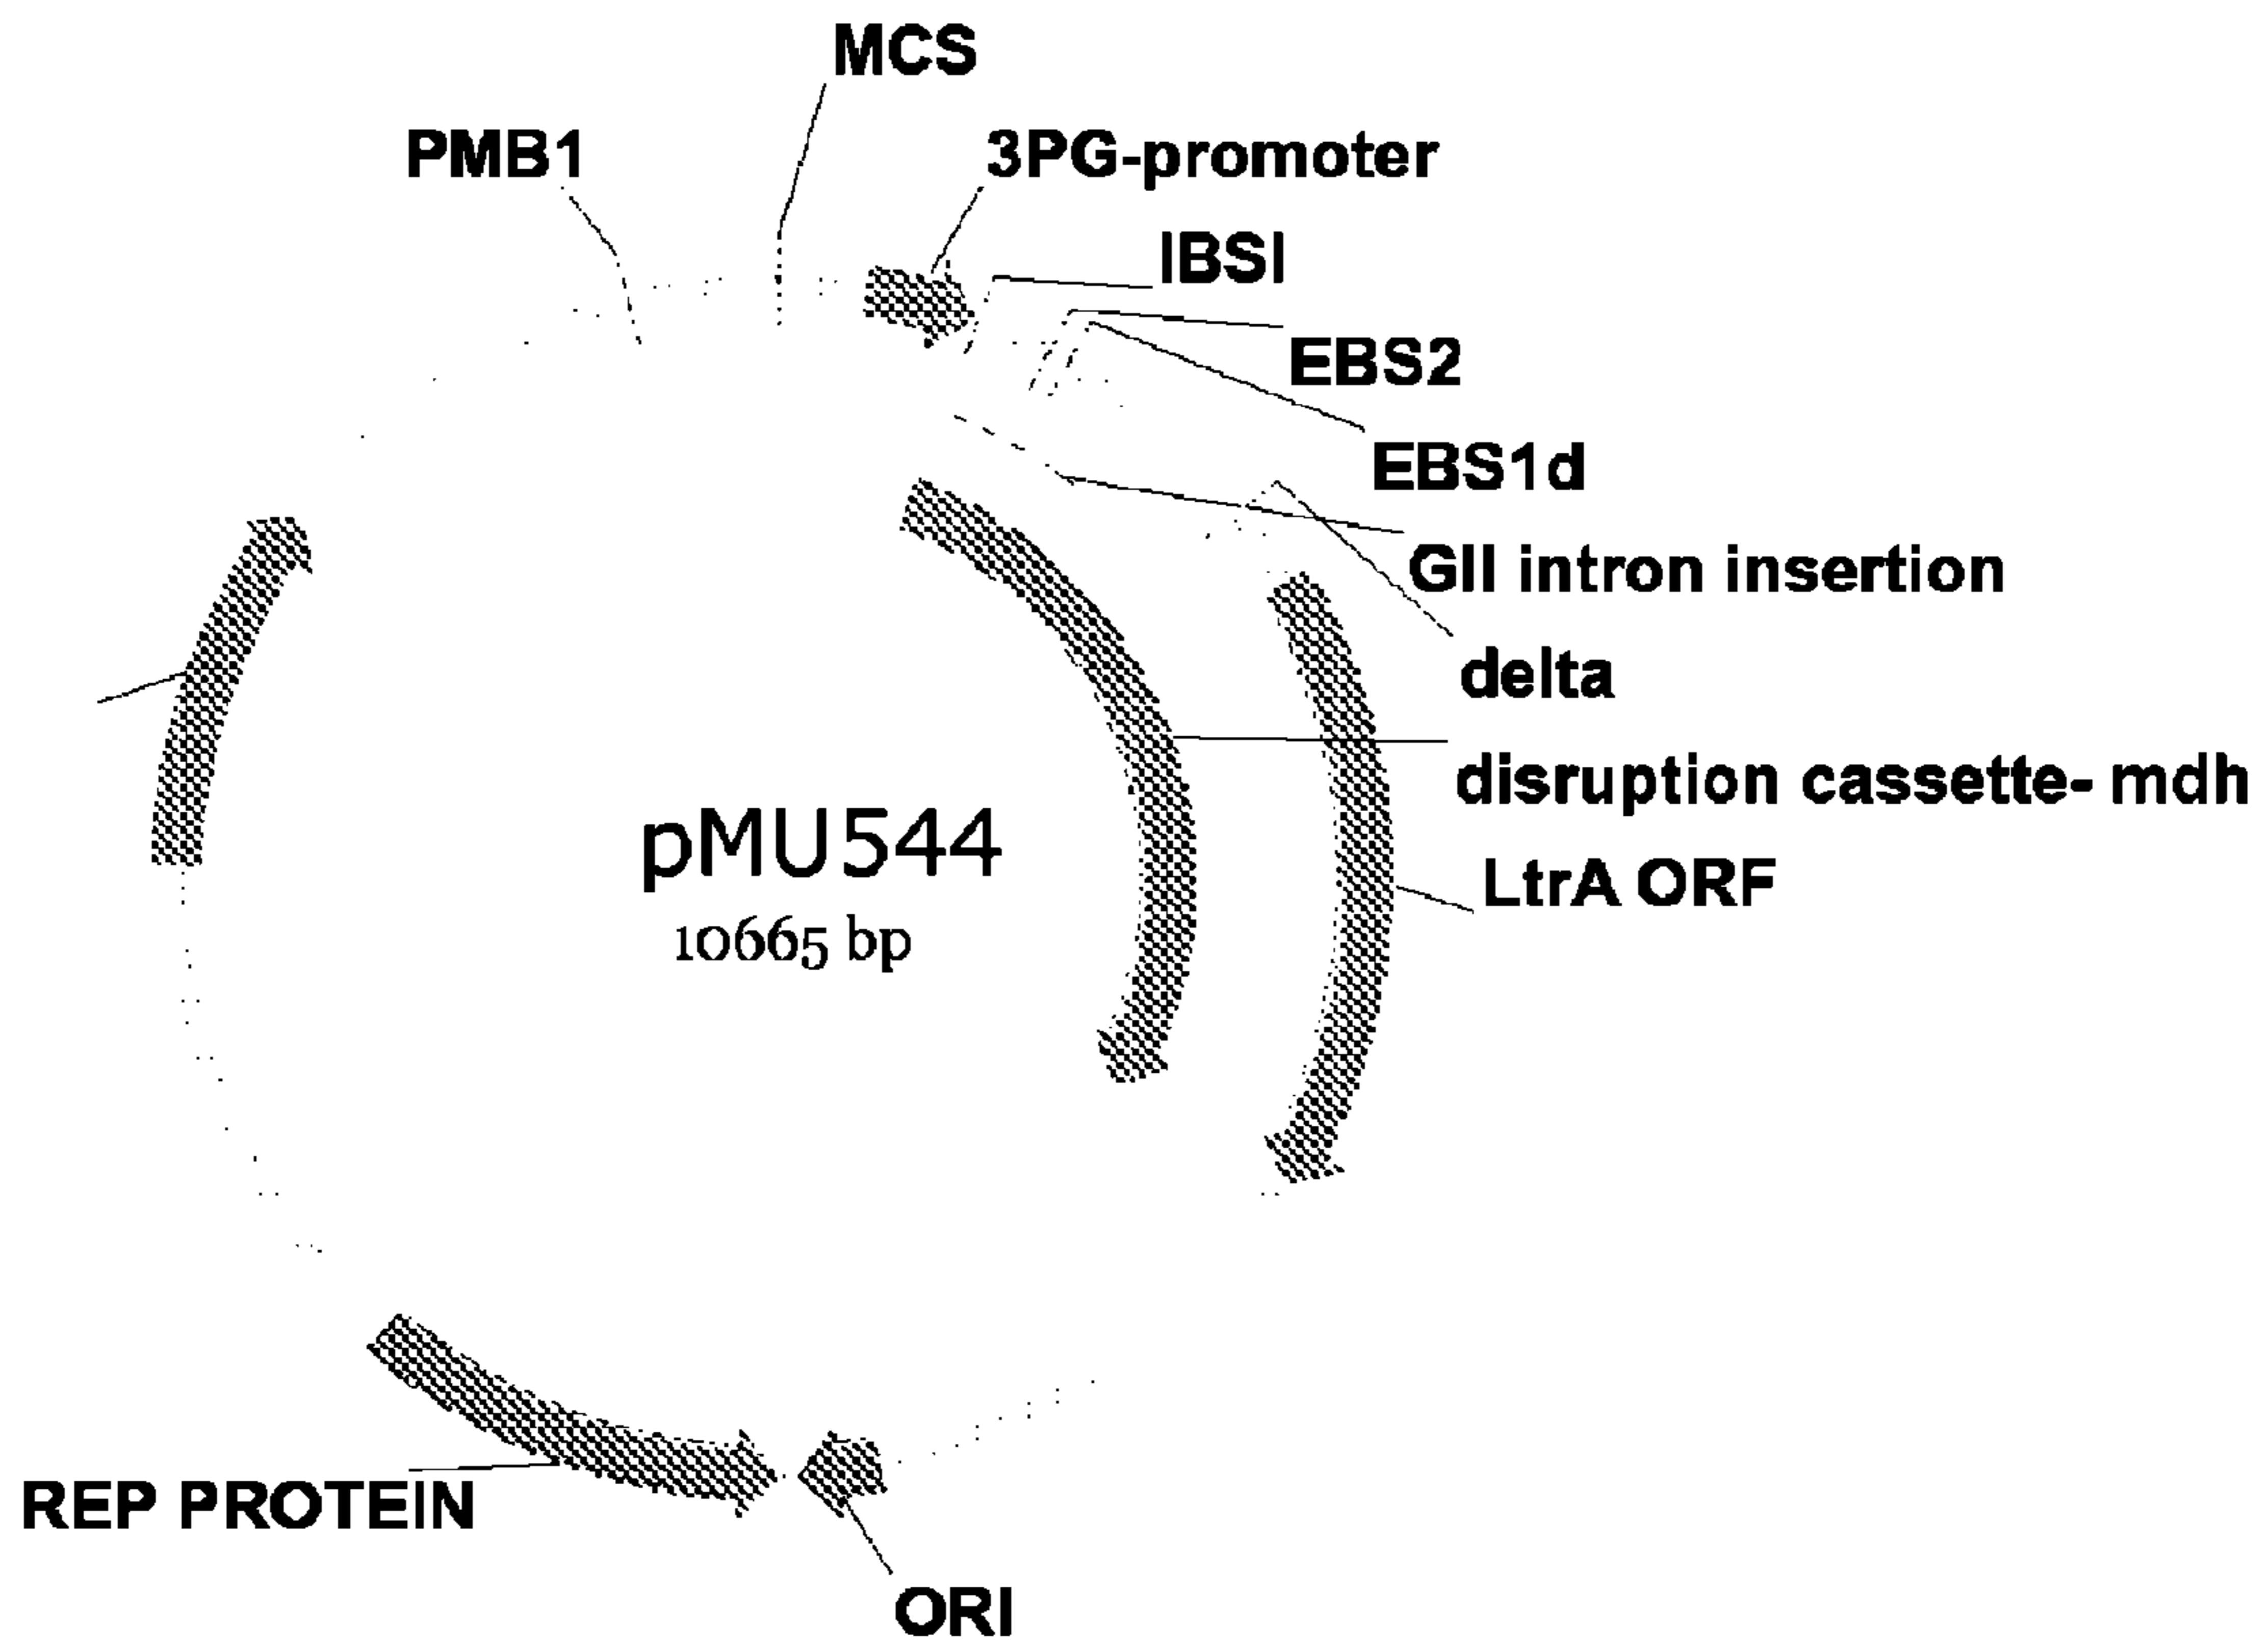 MCS
PMB1
3PG-promoter
IBSI
EBS2
EBS1d
GII intron insertion
delta
disruption cassette- mdh
pMU544
10665 bp
LtrA ORF
REP PROTEIN
ORI